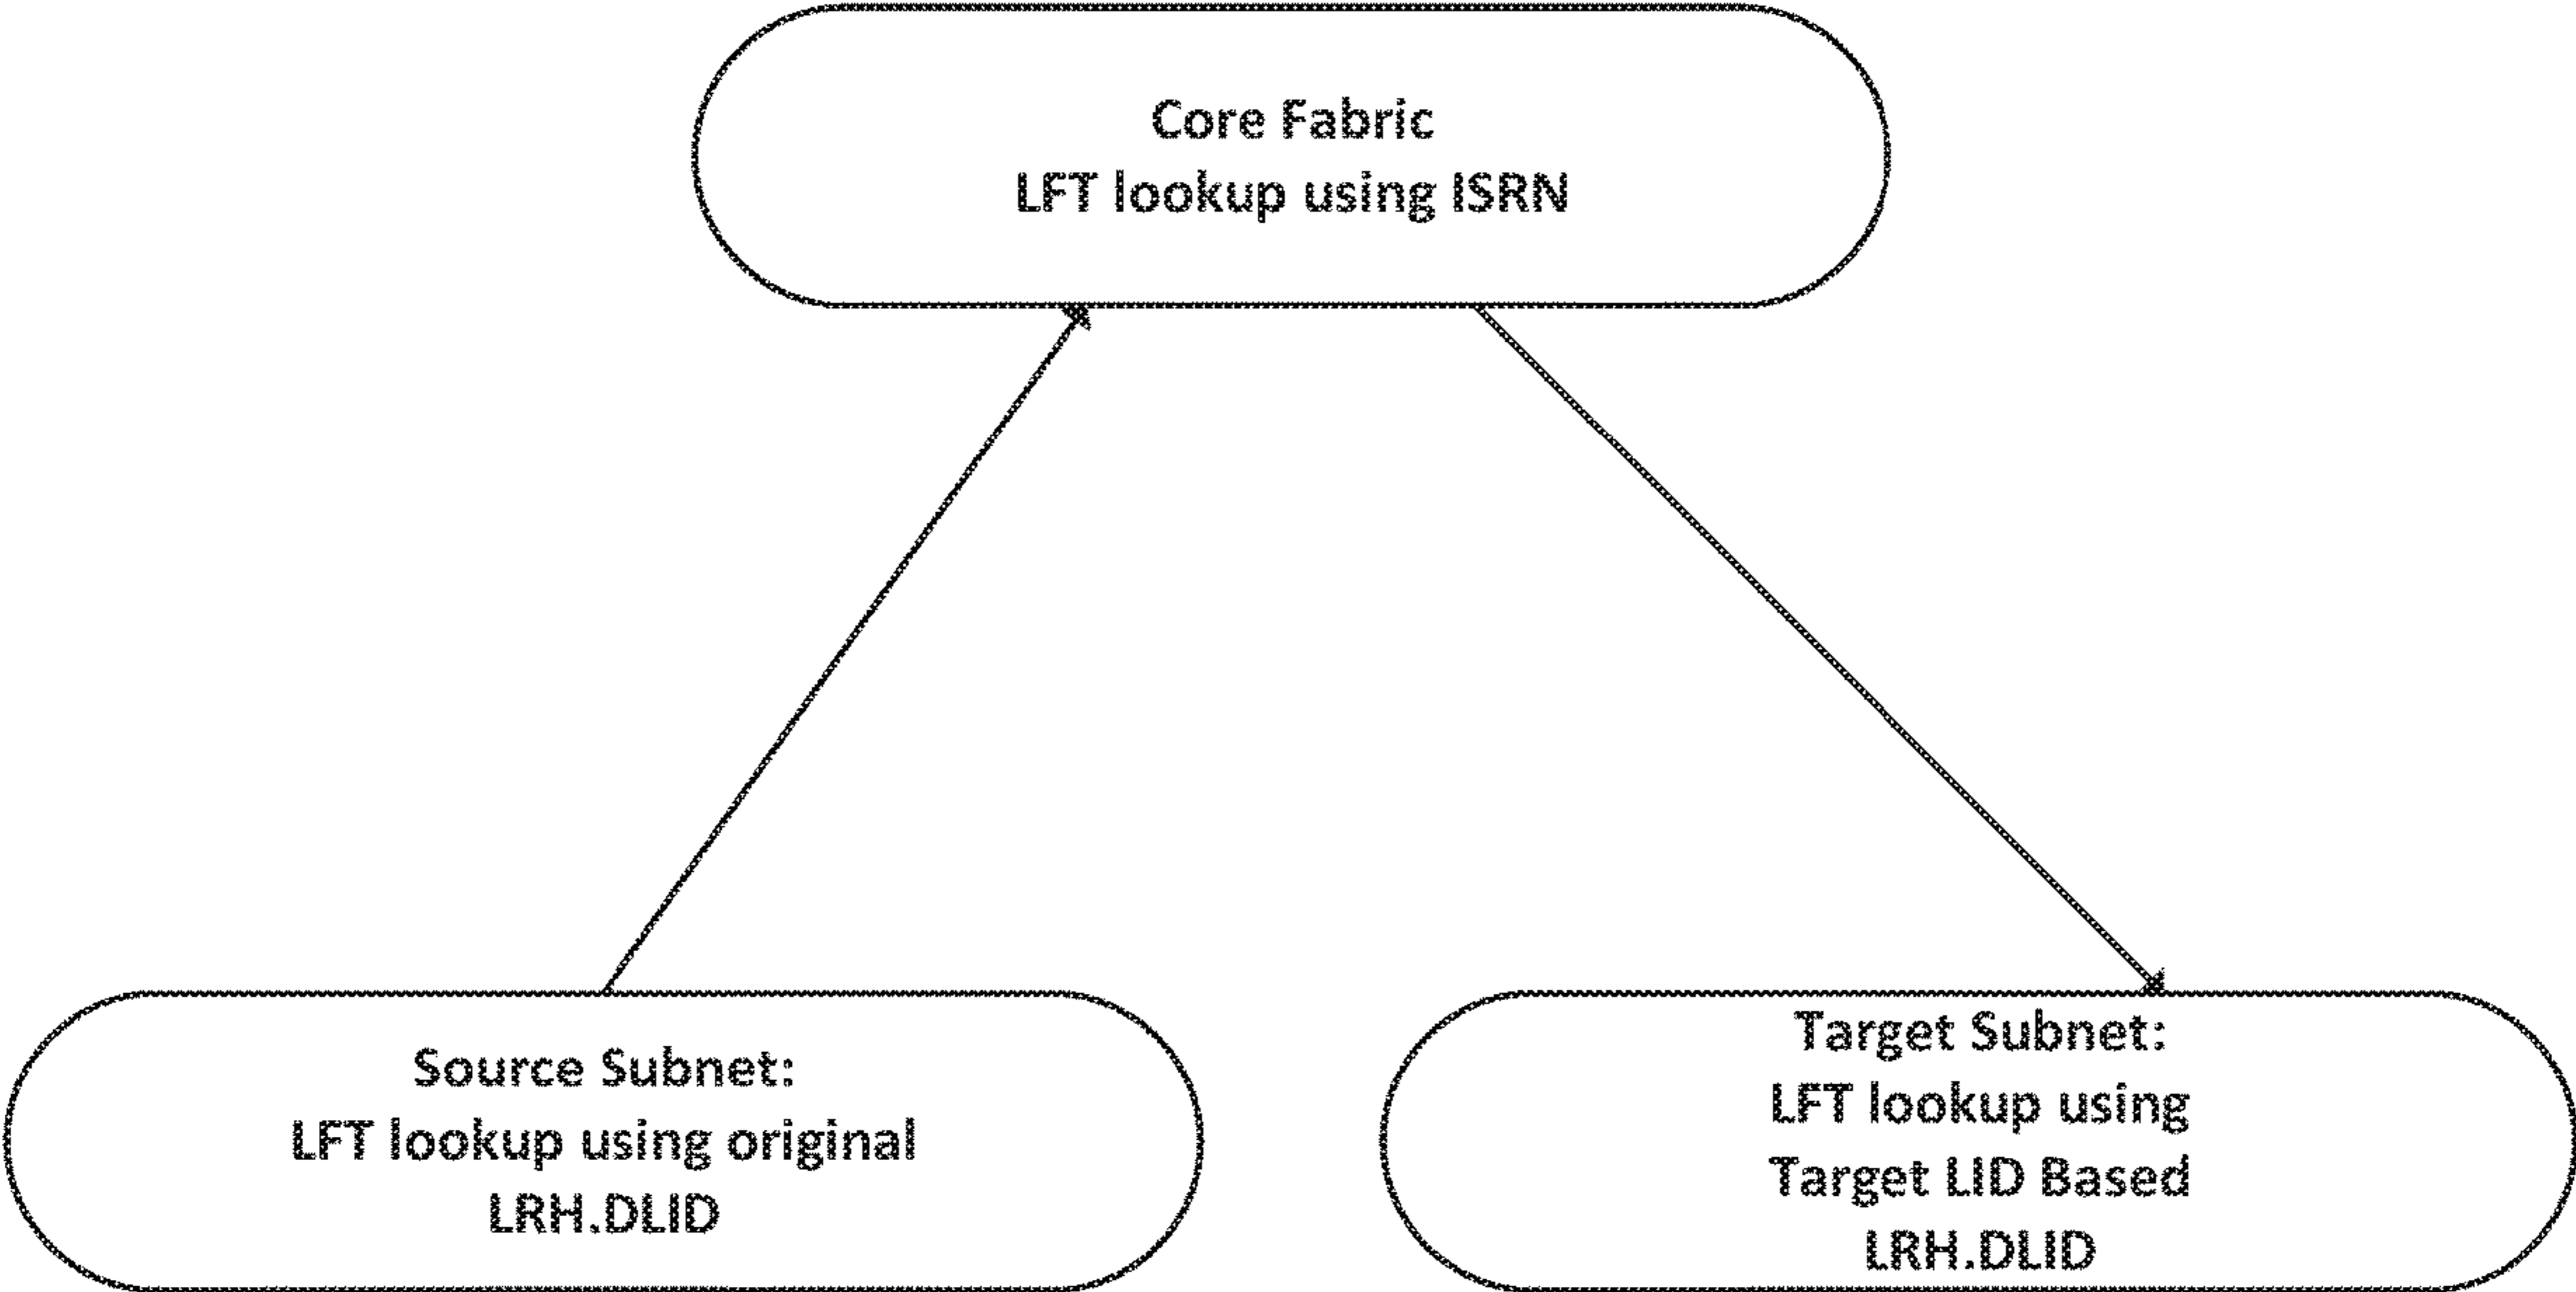 Core Fabric
LFT lookup using ISRN
Source Subnet:
LFT lookup using original
LRH.DLID
Target Subnet:
LFT lookup using
Target LID Based
LRH.DLID